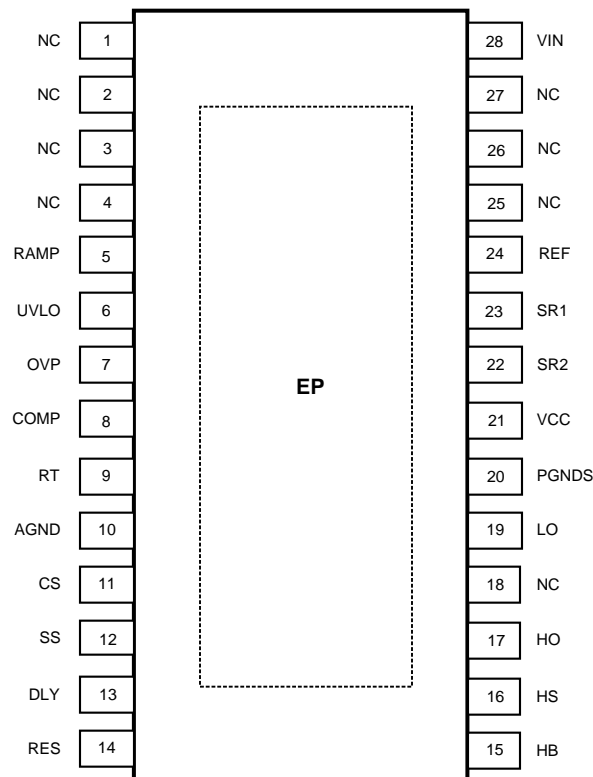 NC 1 28 VIN
NC 2 27 NC
NC 3 26 NC
NC 4 25 NC
RAMP 5 24 REF
UVLO 6 23 SR1
OVP 7 22 SR2
EP
COMP 8 21 VCC
RT 9 20 PGNDS
AGND 10 19 LO
CS 11 18 NC
SS 12 17 HO
DLY 13 16 HS
RES 14 15 HB